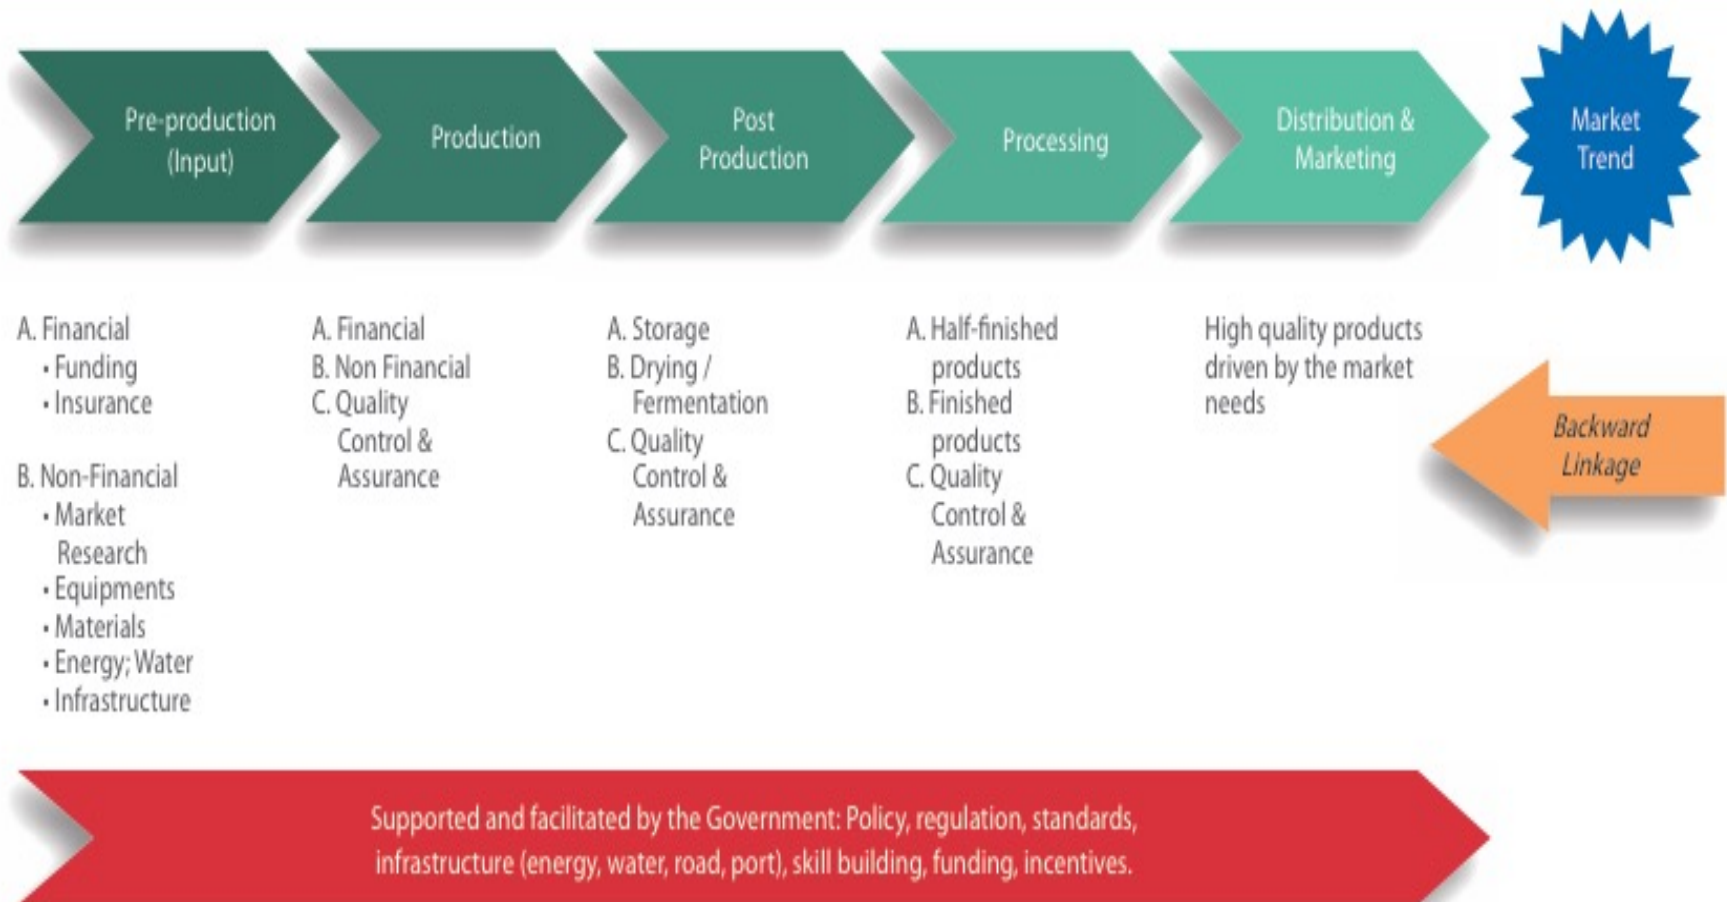 Pre-production
(Input)
Production
Post
Production
Processing
Distribution &
Marketing
Market
Trend
A. Financial
• Funding
• Insurance
B. Non-Financial
• Market
Research
• Equipments
• Materials
• Energy; Water
• Infrastructure
A. Financial
B. Non Financial
C. Quality
Control &
Assurance
A. Storage
B. Drying /
Fermentation
C. Quality
Control &
Assurance
A. Half-finished
products
B. Finished
products
C. Quality
Control &
Assurance
High quality products
driven by the market
needs
Backward
Linkage
Supported and facilitated by the Government: Policy, regulation, standards,
infrastructure (energy, water, road, port), skill building, funding, incentives.